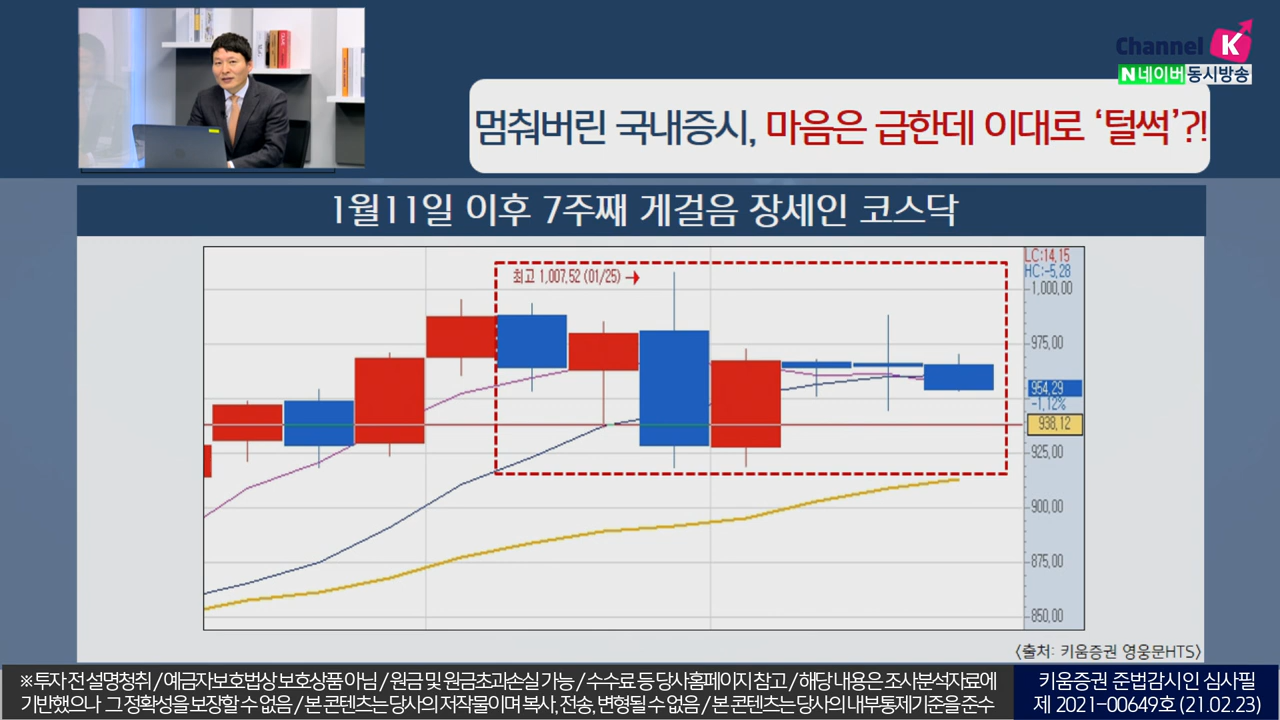 Channel K
N 네이버 동시방송
멈춰버린 국내증시, 마음은 급한데 이대로 ‘털썩’?!
1월11일 이후 7주째 게걸음 장세인 코스닥
최고 1,007.52 (01/25) →
LC:14.15
HC:-5.28
1,000.00
975.00
954.29
-1.12%
938.12
925.00
900.00
875.00
850.00
<출처: 키움증권 영웅문HTS>
※ 투자 전 설명청취 / 예금자보호법상 보호상품 아님 / 원금 및 원금초과손실 가능 / 수수료 등 당사홈페이지 참고 / 해당 내용은 조사분석자료에
기반했으나 그 정확성을 보장할 수 없음 / 본 콘텐츠는 당사의 저작물이며 복사, 전송, 변형될 수 없음 / 본 콘텐츠는 당사의 내부통제기준을 준수
키움증권 준법감시인 심사필
제 2021-00649호 (21.02.23)